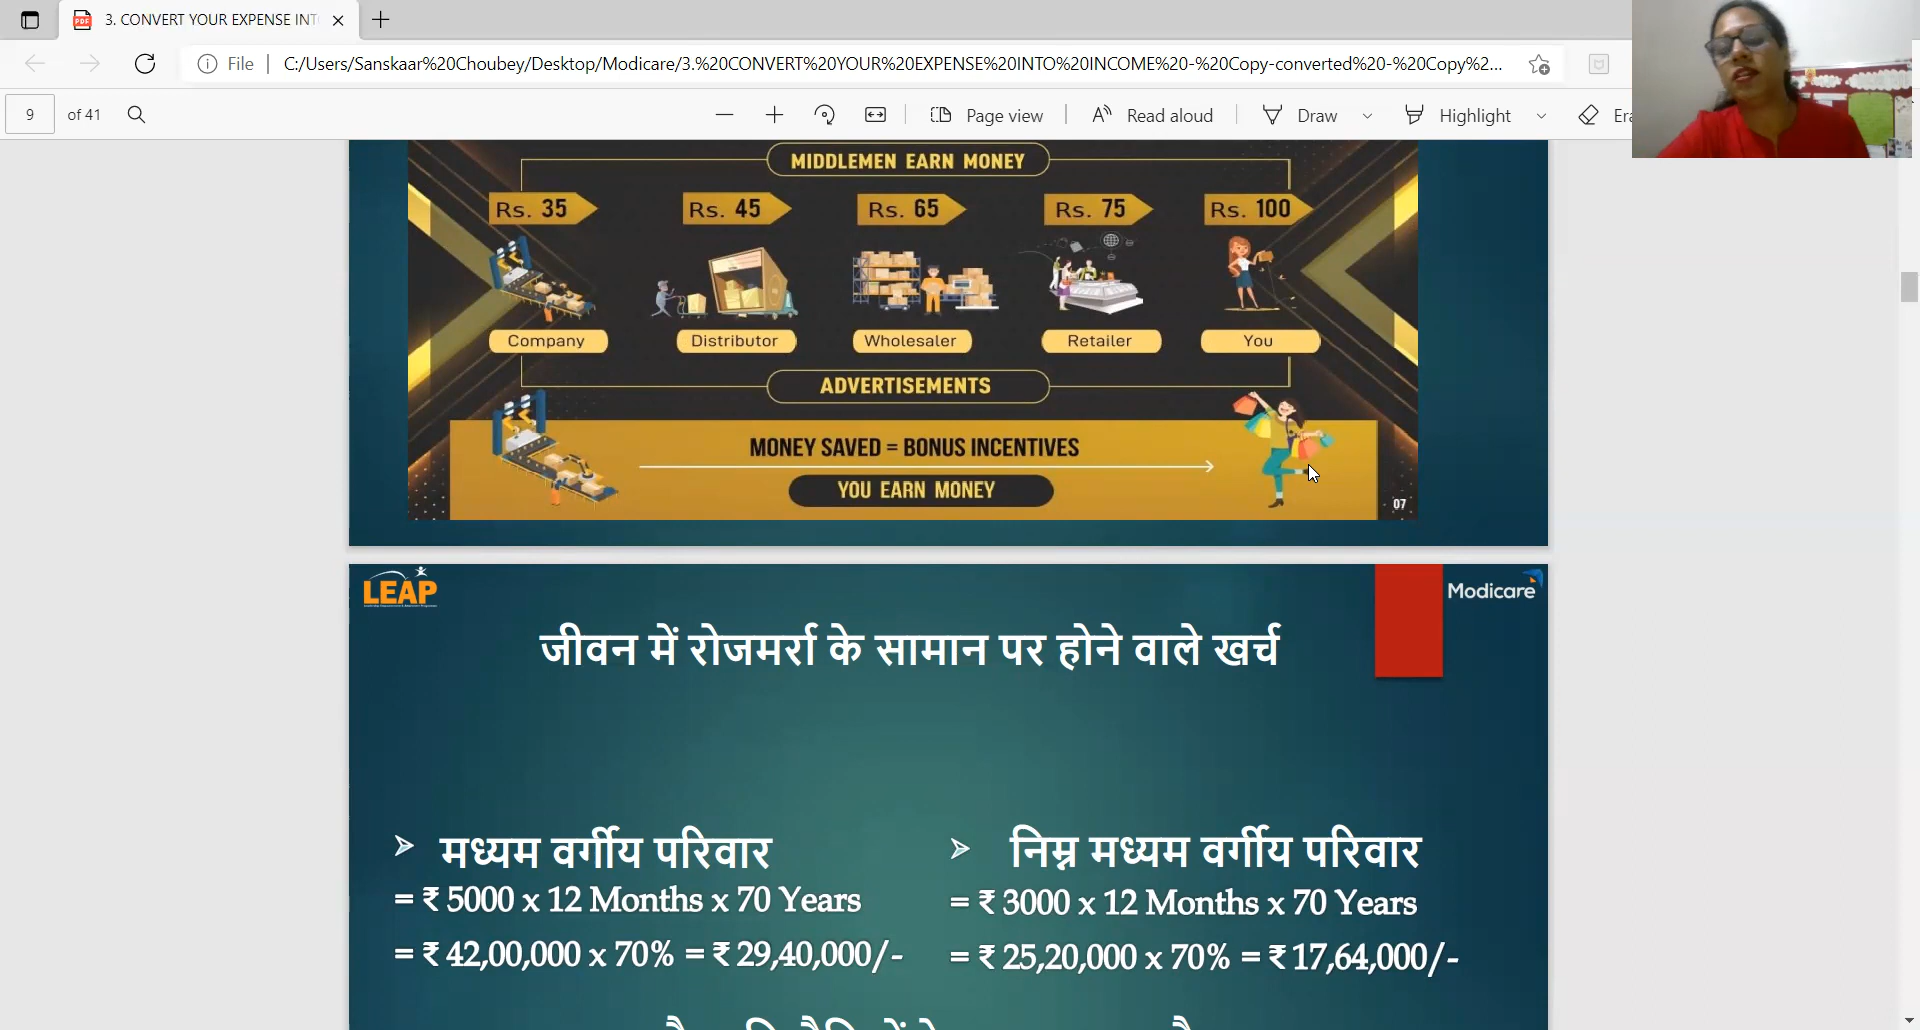 3. CONVERT YOUR EXPENSE INT
File
C:/Users/Sanskaar%20Choubey/Desktop/Modicare/3.%20CONVERT%20YOUR%20EXPENSE%20INTO%20INCOME%20-%20Copy-converted%20-%20Copy%2...
9 of 41
Page view
Read aloud
Draw
Highlight
MIDDLEMEN EARN MONEY
Rs. 35 Rs. 45 Rs. 65 Rs. 75 Rs. 100
Company Distributor Wholesaler Retailer You
ADVERTISEMENTS
MONEY SAVED = BONUS INCENTIVES
YOU EARN MONEY
07
LEAP
Modicare
जीवन में रोजमर्रा के सामान पर होने वाले खर्च
➢ मध्यम वर्गीय परिवार
= ₹ 5000 x 12 Months x 70 Years
= ₹ 42,00,000 x 70% = ₹ 29,40,000/-
➢ निम्न मध्यम वर्गीय परिवार
= ₹ 3000 x 12 Months x 70 Years
= ₹ 25,20,000 x 70% = ₹ 17,64,000/-